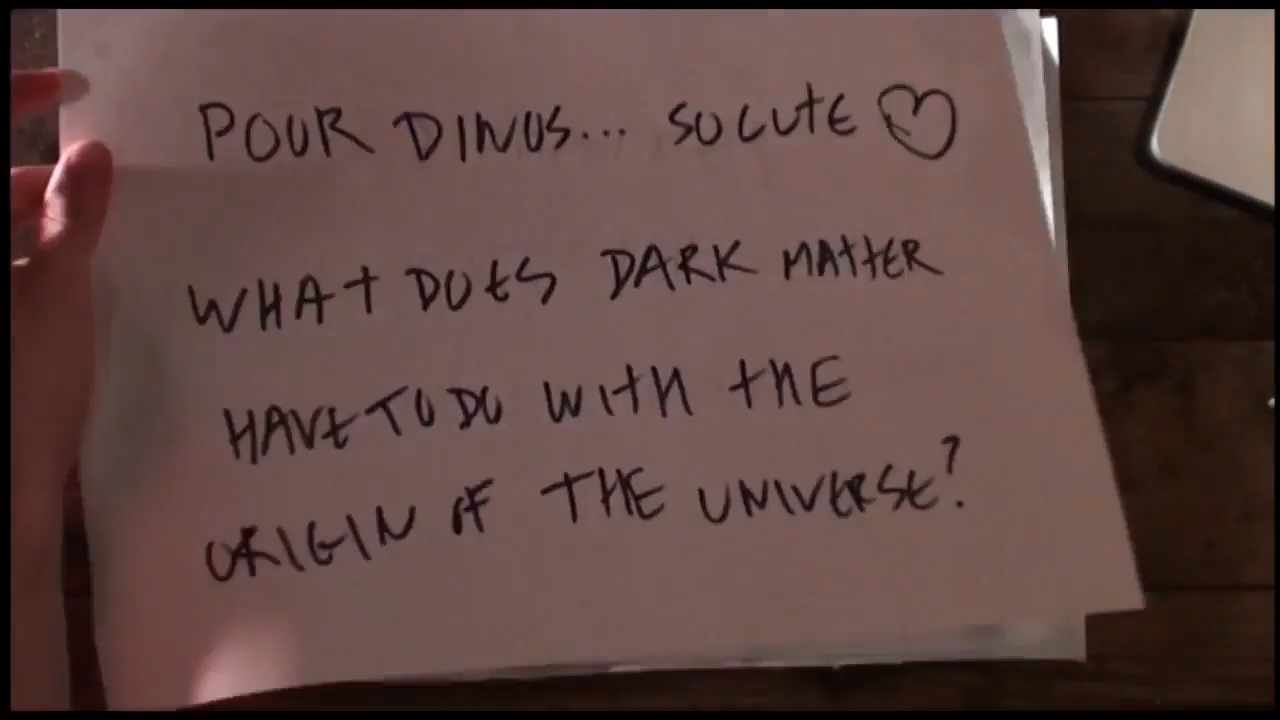 POUR DINOS... SO CUTE
WHAT DOES DARK MATTER
HAVE TO DO WITH THE
ORIGIN OF THE UNIVERSE?